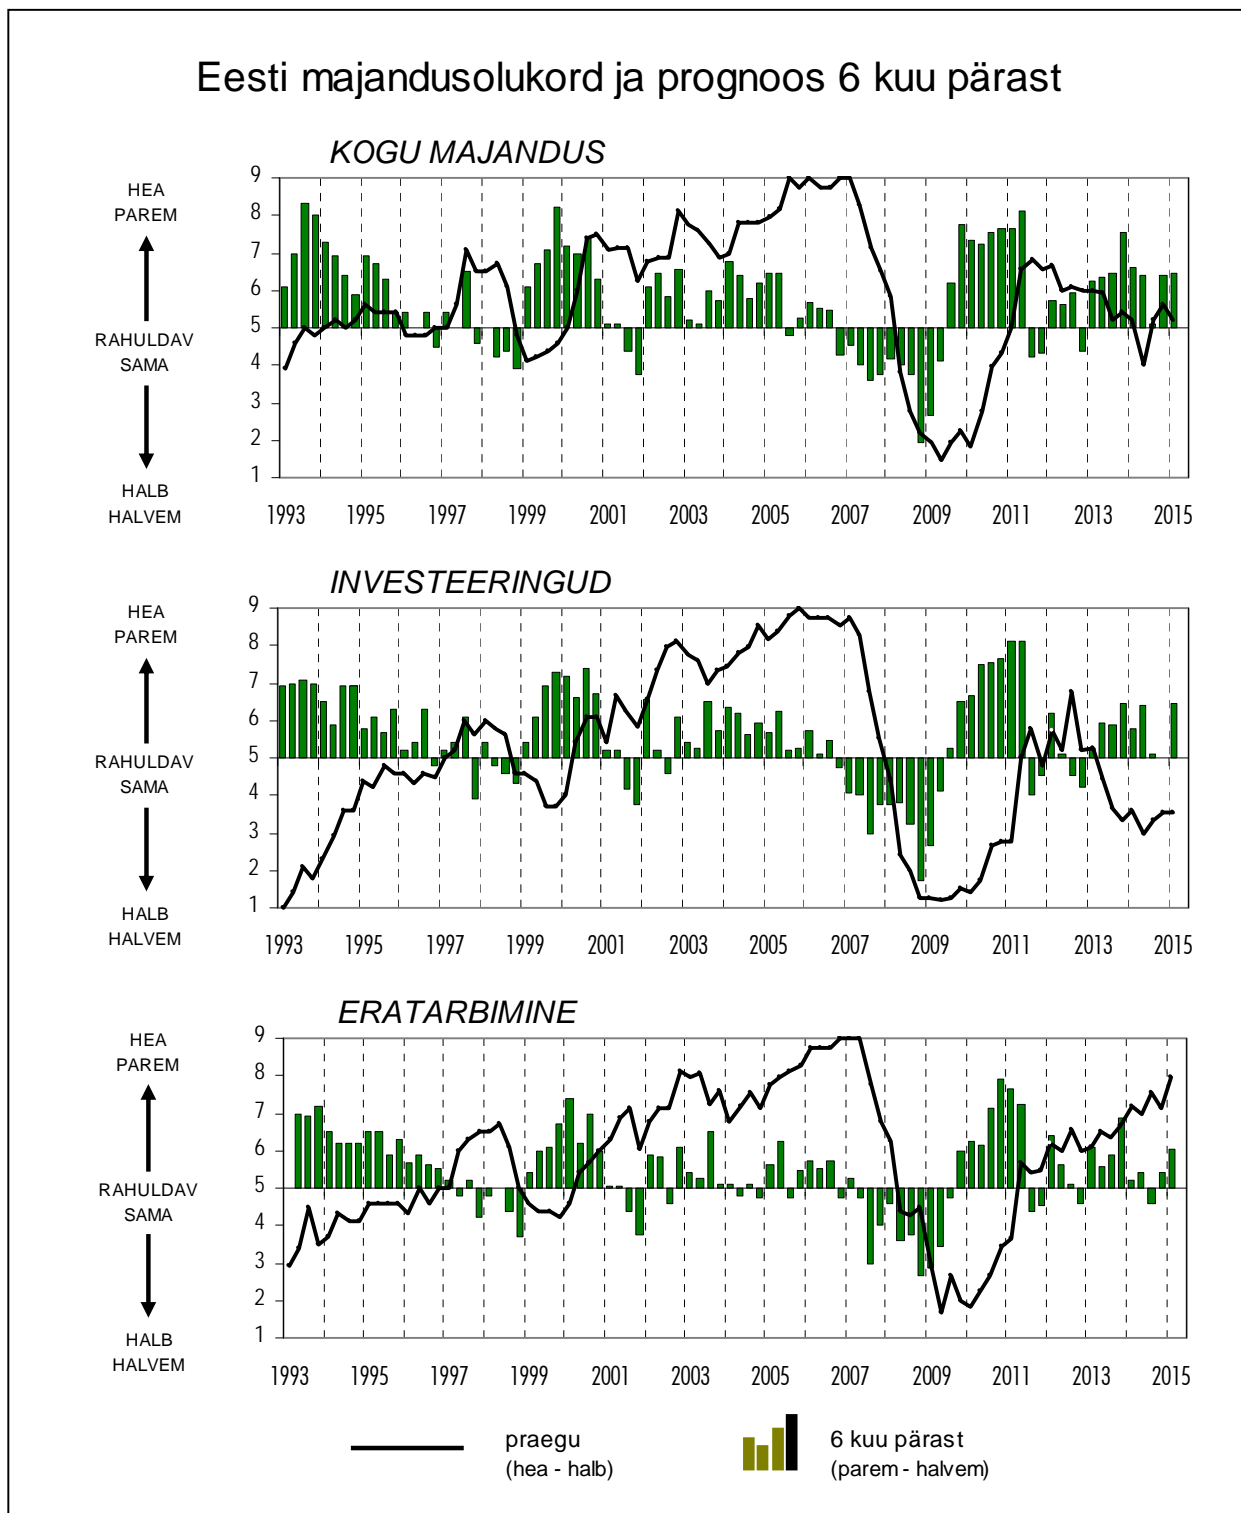 Eesti majandusolukord ja prognoos 6 kuu pärast
KOGU MAJANDUS
HEA
PAREM
RAHULDAV
SAMA
HALB
HALVEM
9
8
7
6
5
4
3
2
1
1993 1995 1997 1999 2001 2003 2005 2007 2009 2011 2013 2015
INVESTEERINGUD
HEA
PAREM
RAHULDAV
SAMA
HALB
HALVEM
9
8
7
6
5
4
3
2
1
1993 1995 1997 1999 2001 2003 2005 2007 2009 2011 2013 2015
ERATARBIMINE
HEA
PAREM
RAHULDAV
SAMA
HALB
HALVEM
9
8
7
6
5
4
3
2
1
1993 1995 1997 1999 2001 2003 2005 2007 2009 2011 2013 2015
praegu
(hea - halb)
6 kuu pärast
(parem - halvem)